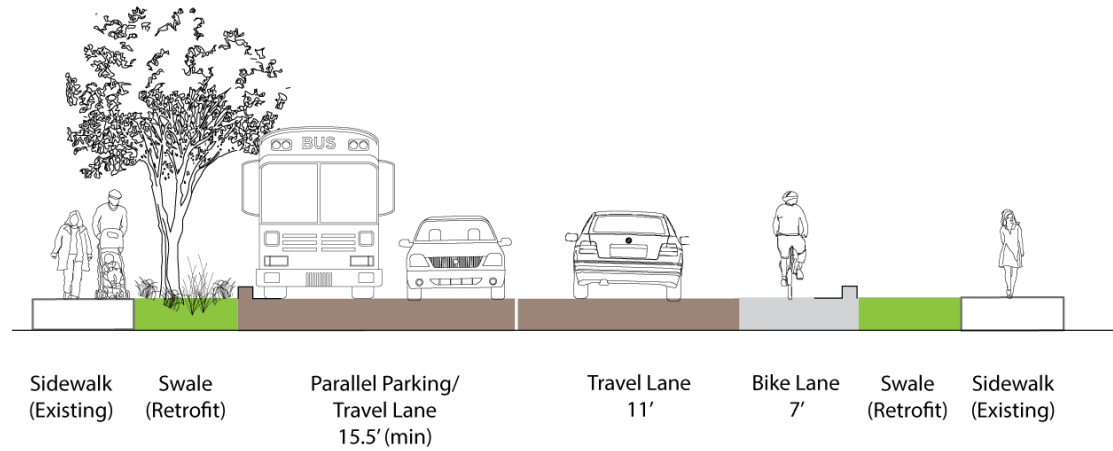 BUS
Sidewalk
(Existing)
Swale
(Retrofit)
Parallel Parking/
Travel Lane
15.5’ (min)
Travel Lane
11’
Bike Lane
7’
Swale
(Retrofit)
Sidewalk
(Existing)